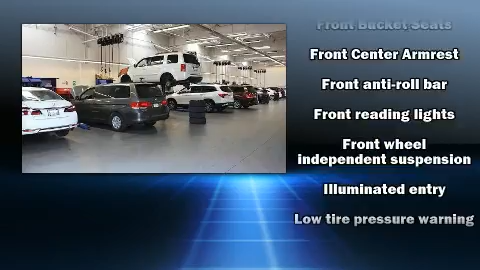 Front Bucket Seats
Front Center Armrest
Front anti-roll bar
Front reading lights
Front wheel
independent suspension
Illuminated entry
Low tire pressure warning